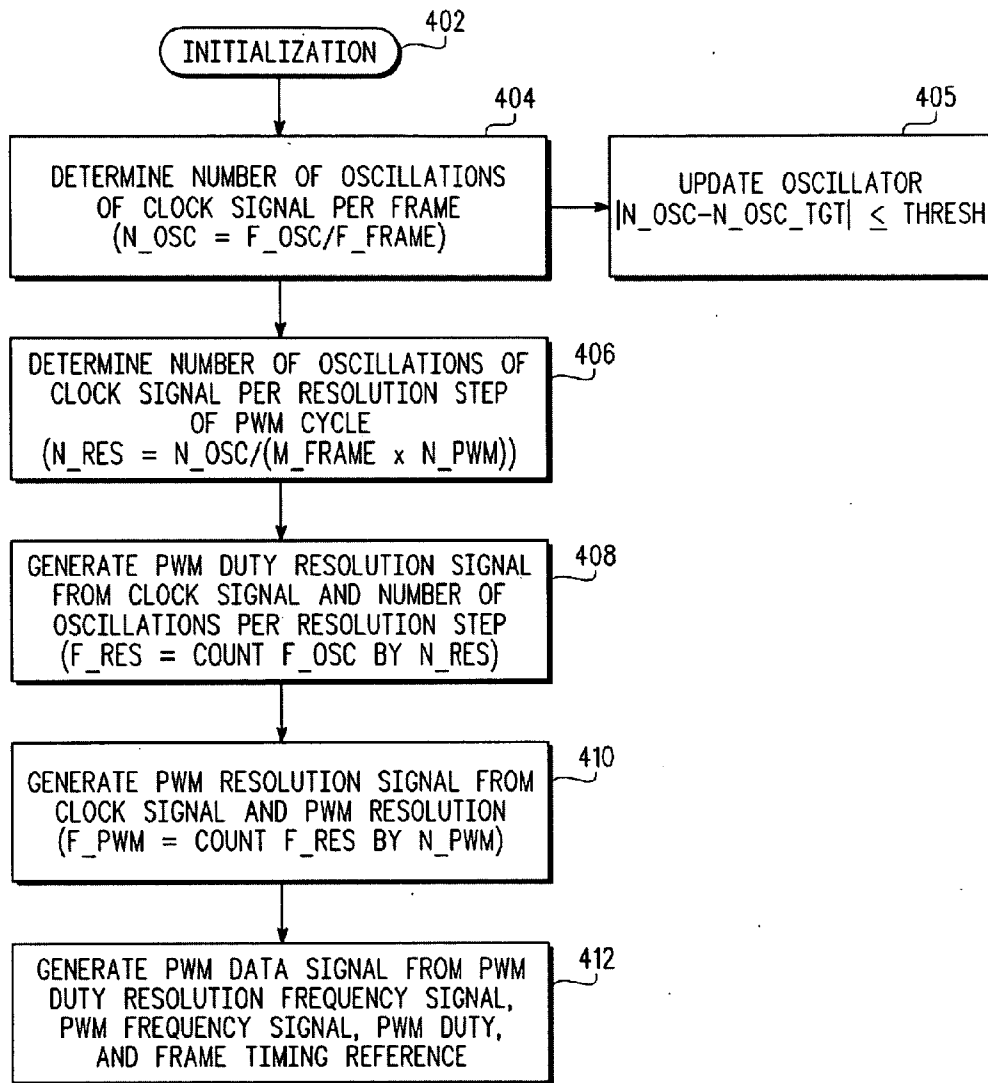 402
INITIALIZATION
404
DETERMINE NUMBER OF OSCILLATIONS
OF CLOCK SIGNAL PER FRAME
(N_OSC = F_OSC/F_FRAME)
405
UPDATE OSCILLATOR
|N_OSC-N_OSC_TGT| ≤ THRESH
406
DETERMINE NUMBER OF OSCILLATIONS OF
CLOCK SIGNAL PER RESOLUTION STEP
OF PWM CYCLE
(N_RES = N_OSC/(M_FRAME x N_PWM))
408
GENERATE PWM DUTY RESOLUTION SIGNAL
FROM CLOCK SIGNAL AND NUMBER OF
OSCILLATIONS PER RESOLUTION STEP
(F_RES = COUNT F_OSC BY N_RES)
410
GENERATE PWM RESOLUTION SIGNAL FROM
CLOCK SIGNAL AND PWM RESOLUTION
(F_PWM = COUNT F_RES BY N_PWM)
412
GENERATE PWM DATA SIGNAL FROM PWM
DUTY RESOLUTION FREQUENCY SIGNAL,
PWM FREQUENCY SIGNAL, PWM DUTY,
AND FRAME TIMING REFERENCE